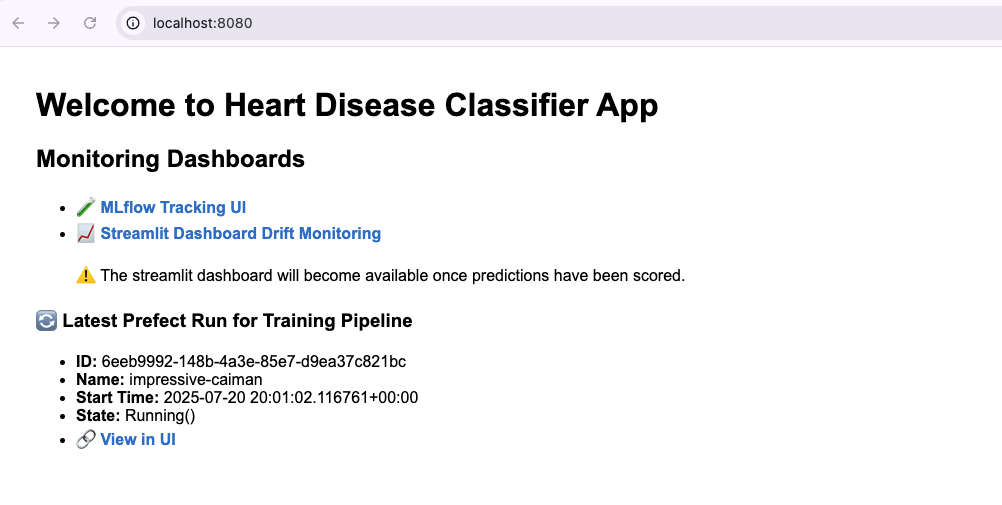 localhost:8080
Welcome to Heart Disease Classifier App
Monitoring Dashboards
MLflow Tracking UI
Streamlit Dashboard Drift Monitoring
The streamlit dashboard will become available once predictions have been scored.
Latest Prefect Run for Training Pipeline
ID: 6eeb9992-148b-4a3e-85e7-d9ea37c821bc
Name: impressive-caiman
Start Time: 2025-07-20 20:01:02.116761+00:00
State: Running()
View in UI